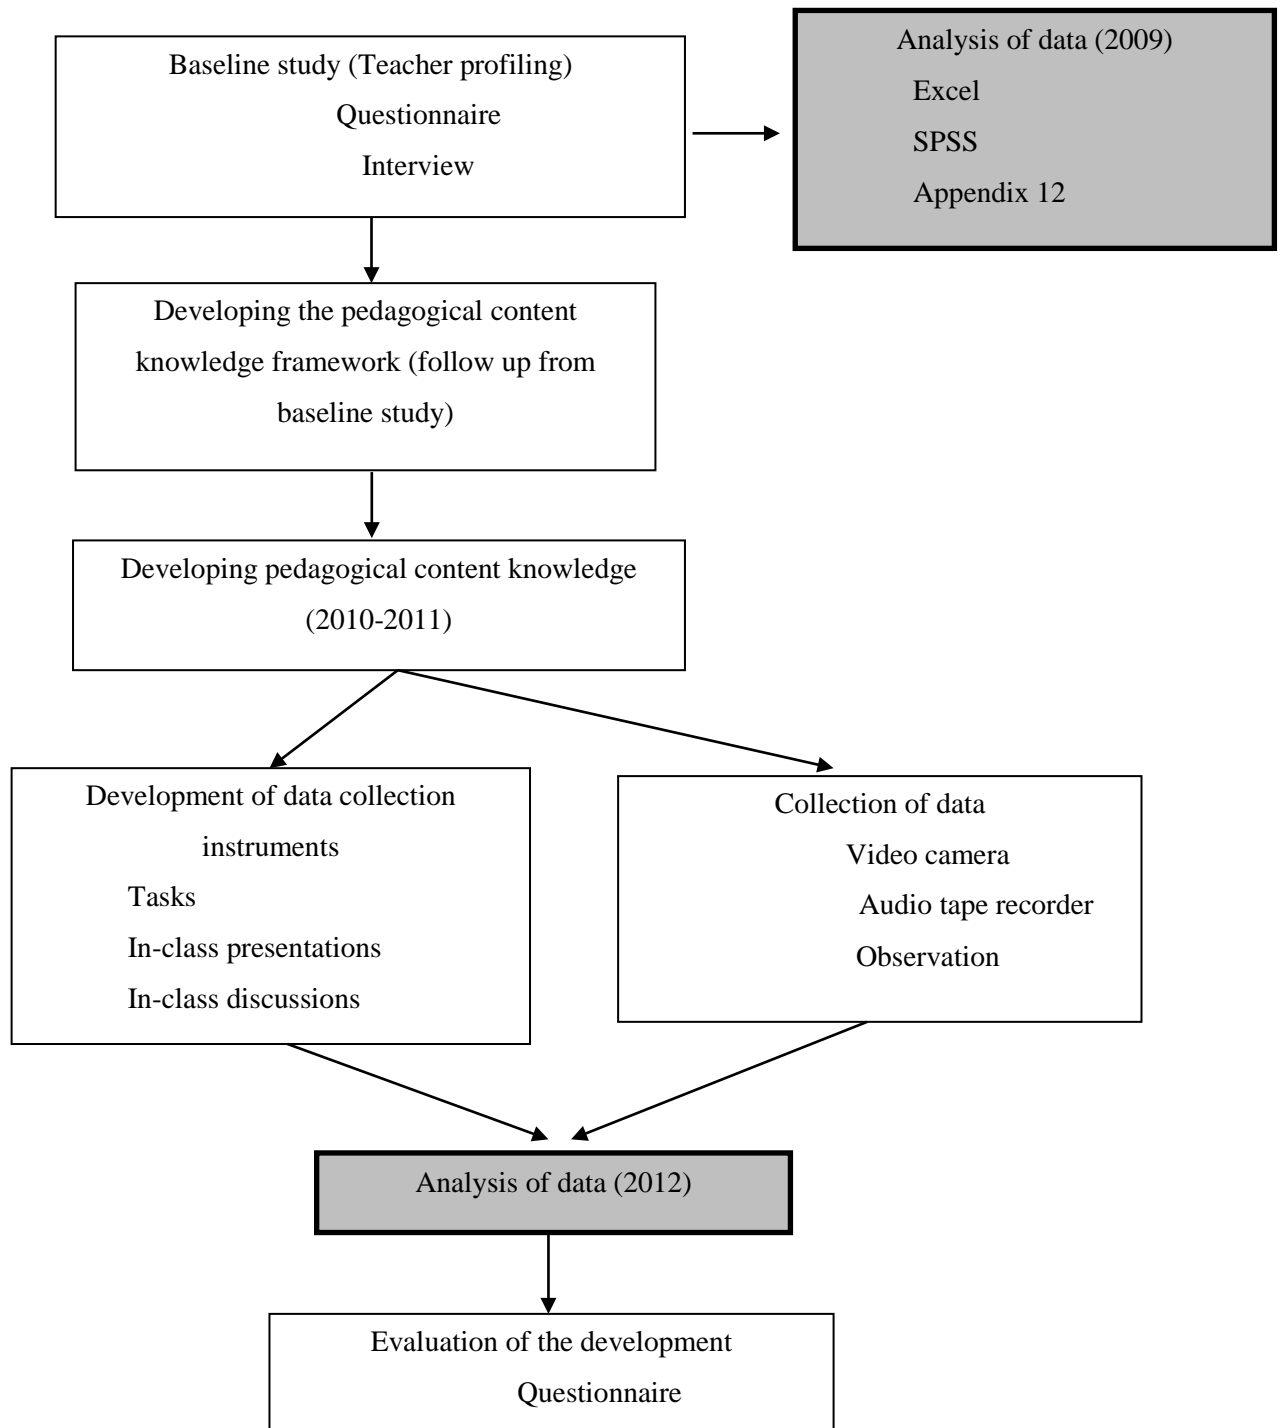 Baseline study (Teacher profiling)
Questionnaire
Interview
Analysis of data (2009)
Excel
SPSS
Appendix 12
Developing the pedagogical content
knowledge framework (follow up from
baseline study)
Developing pedagogical content knowledge
(2010-2011)
Development of data collection
instruments
Tasks
In-class presentations
In-class discussions
Collection of data
Video camera
Audio tape recorder
Observation
Analysis of data (2012)
Evaluation of the development
Questionnaire